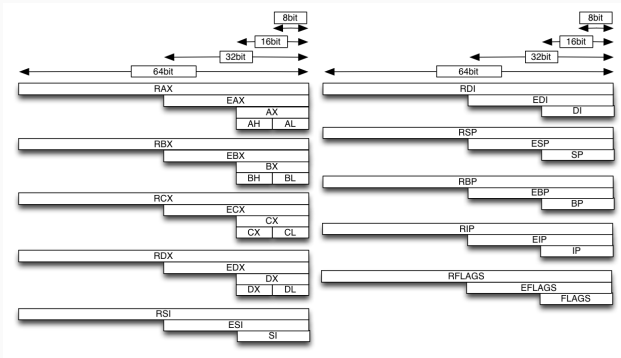 8bit
16bit
32bit
64bit
RAX
EAX
AX
AH AL
RBX
EBX
BX
BH BL
RCX
ECX
CX
CX CL
RDX
EDX
DX
DX DL
RSI
ESI
SI
8bit
16bit
32bit
64bit
RDI
EDI
DI
RSP
ESP
SP
RBP
EBP
BP
RIP
EIP
IP
RFLAGS
EFLAGS
FLAGS